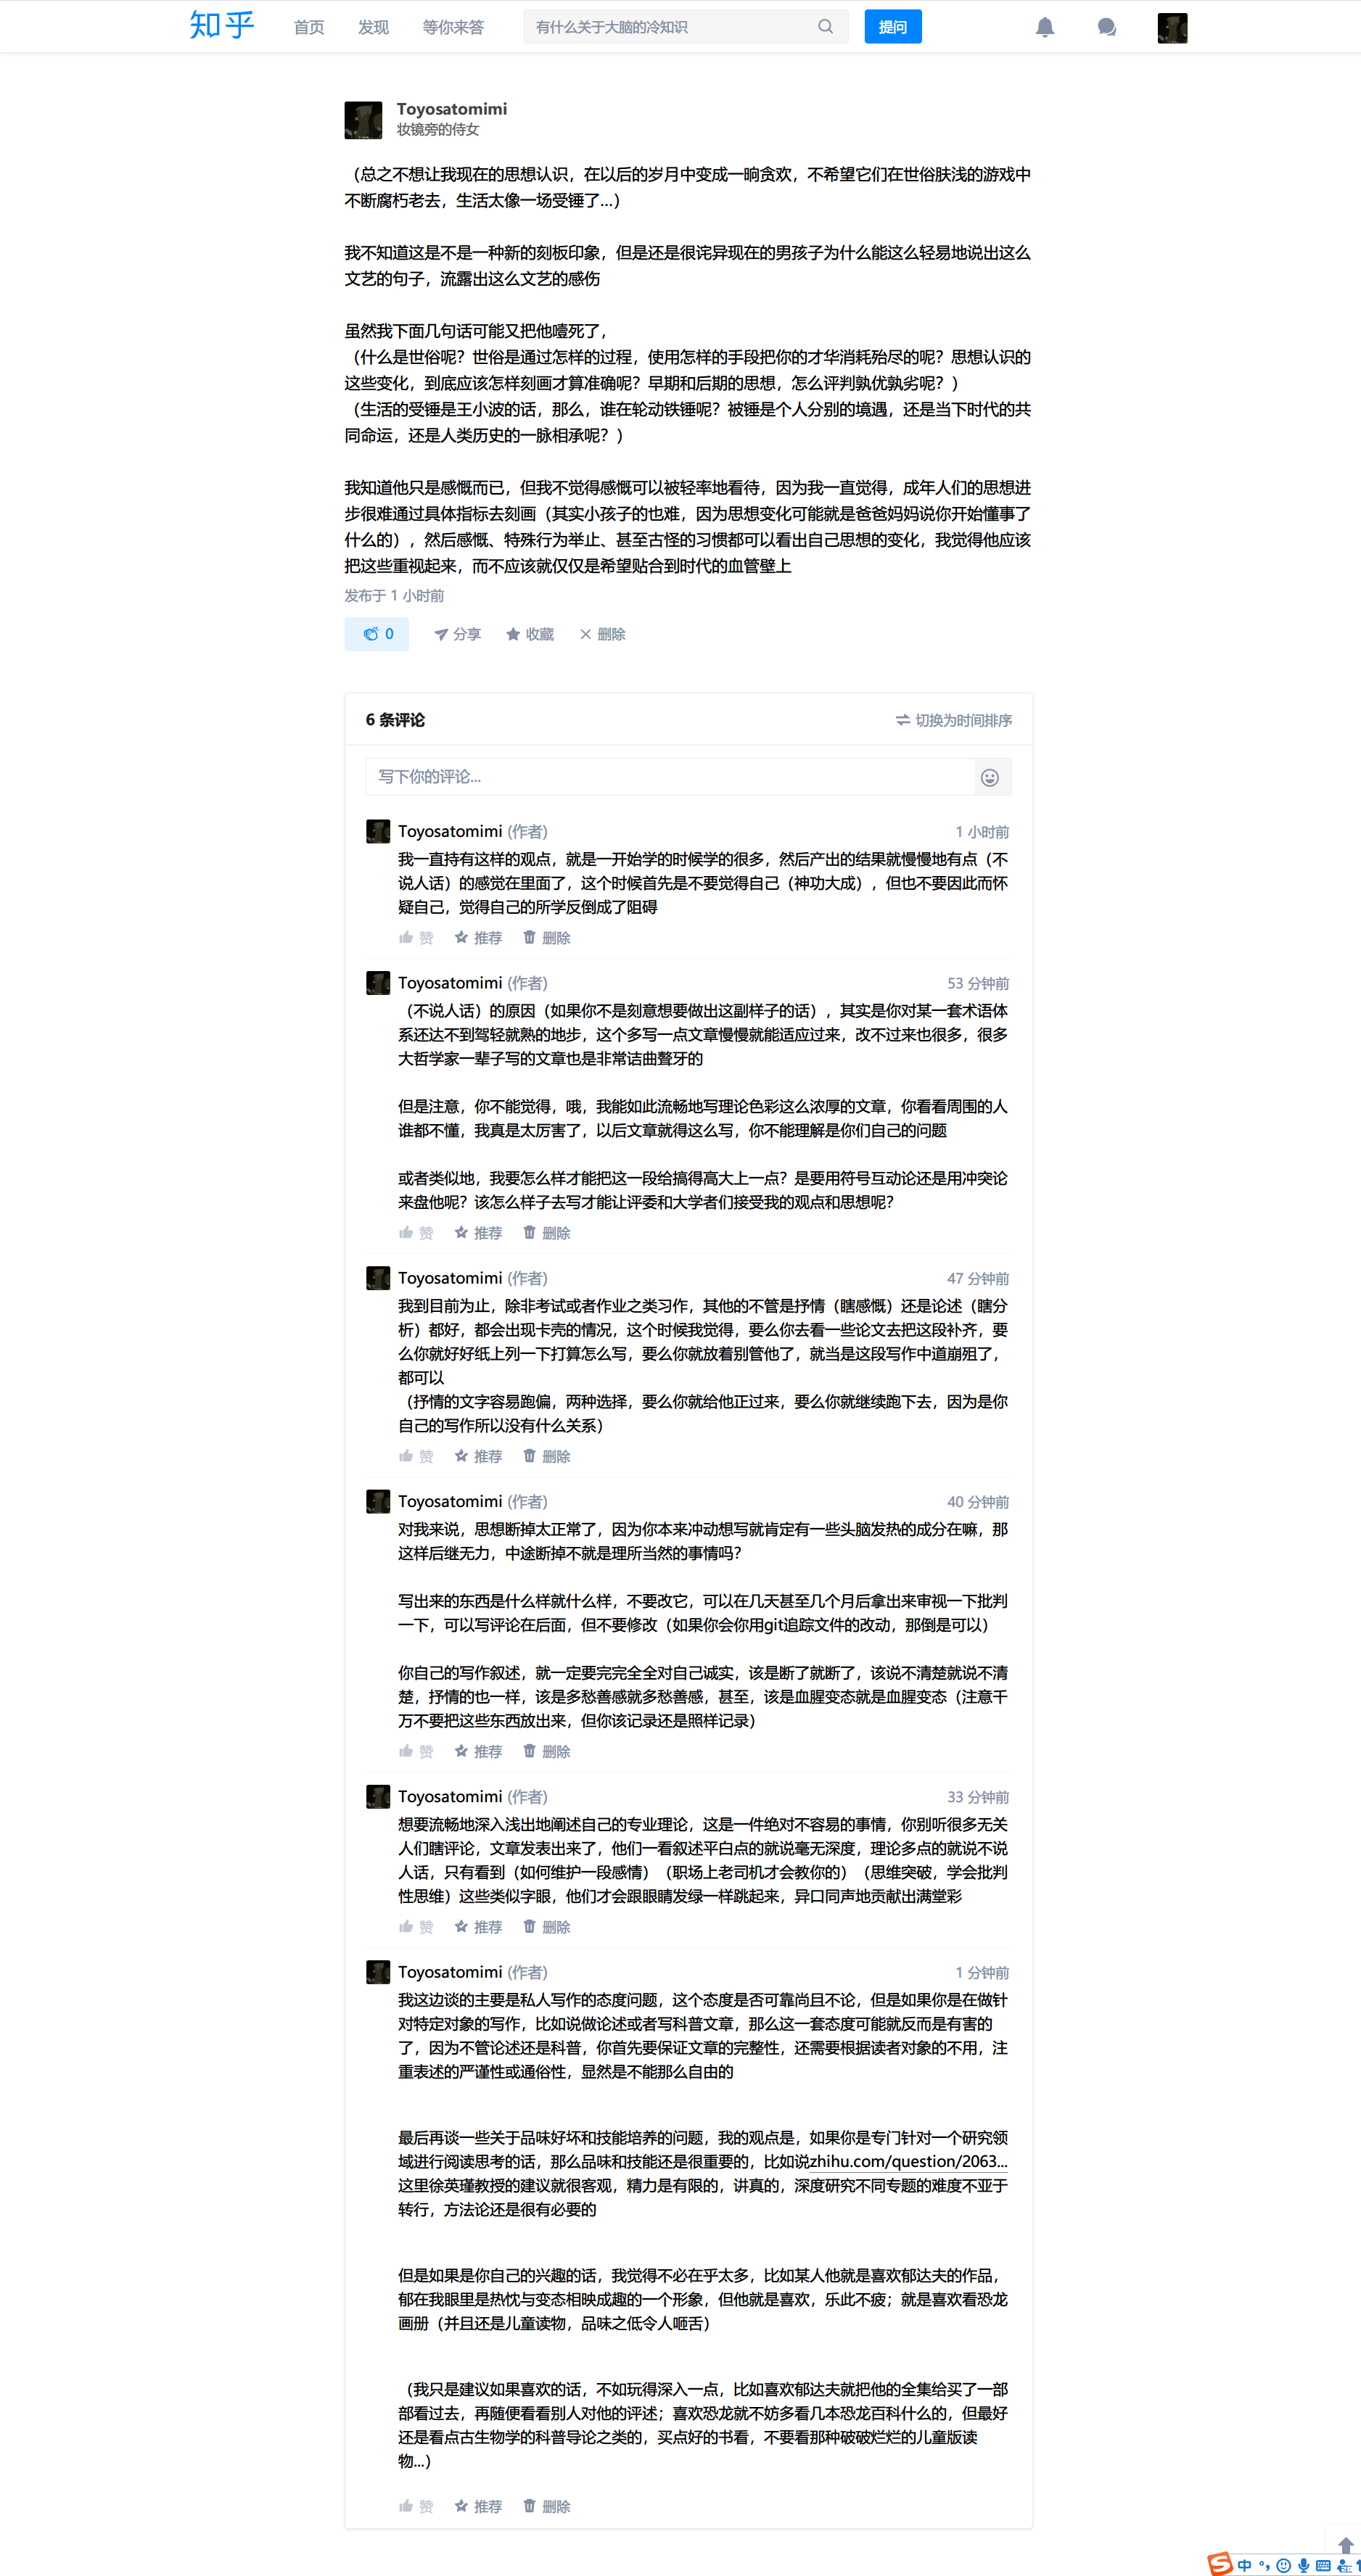 知乎 首页 发现 等你来答 有什么关于大脑的冷知识 提问
Toyosatomimi
妆镜旁的侍女
（总之不想让我现在的思想认识，在以后的岁月中变成一晌贪欢，不希望它们在世俗肤浅的游戏中
不断腐朽老去，生活太像一场受锤了...）
我不知道这是不是一种新的刻板印象，但是还是很诧异现在的男孩子为什么能这么轻易地说出这么
文艺的句子，流露出这么文艺的感伤
虽然我下面几句话可能又把他噎死了，
（什么是世俗呢？世俗是通过怎样的过程，使用怎样的手段把你的才华消耗殆尽的呢？思想认识的
这些变化，到底应该怎样刻画才算准确呢？早期和后期的思想，怎么评判孰优孰劣呢？）
（生活的受锤是王小波的话，那么，谁在轮动铁锤呢？被锤是个人分别的境遇，还是当下时代的共
同命运，还是人类历史的一脉相承呢？）
我知道他只是感慨而已，但我不觉得感慨可以被轻率地看待，因为我一直觉得，成年人们的思想进
步很难通过具体指标去刻画（其实小孩子的也难，因为思想变化可能就是爸爸妈妈说你开始懂事了
什么的），然后感慨、特殊行为举止、甚至古怪的习惯都可以看出自己思想的变化，我觉得他应该
把这些重视起来，而不应该就仅仅是希望贴合到时代的血管壁上
发布于 1 小时前
0 分享 收藏 删除
6 条评论 切换为时间排序
写下你的评论...
Toyosatomimi (作者) 1 小时前
我一直持有这样的观点，就是一开始学的时候学的很多，然后产出的结果就慢慢地有点（不
说人话）的感觉在里面了，这个时候首先是不要觉得自己（神功大成），但也不要因此而怀
疑自己，觉得自己的所学反倒成了阻碍
赞 推荐 删除
Toyosatomimi (作者) 53 分钟前
（不说人话）的原因（如果你不是刻意想要做出这副样子的话），其实是你对某一套术语体
系还达不到驾轻就熟的地步，这个多写一点文章慢慢就能适应过来，改不过来也很多，很多
大哲学家一辈子写的文章也是非常诘曲聱牙的
但是注意，你不能觉得，哦，我能如此流畅地写理论色彩这么浓厚的文章，你看看周围的人
谁都不懂，我真是太厉害了，以后文章就得这么写，你不能理解是你们自己的问题
或者类似地，我要怎么样才能把这一段给搞得高大上一点？是要用符号互动论还是用冲突论
来盘他呢？该怎么样子去写才能让评委和大学者们接受我的观点和思想呢？
赞 推荐 删除
Toyosatomimi (作者) 47 分钟前
我到目前为止，除非考试或者作业之类习作，其他的不管是抒情（瞎感慨）还是论述（瞎分
析）都好，都会出现卡壳的情况，这个时候我觉得，要么你去看一些论文去把这段补齐，要
么你就好好纸上列一下打算怎么写，要么你就放着别管他了，就当是这段写作中道崩殂了，
都可以
（抒情的文字容易跑偏，两种选择，要么你就给他正过来，要么你就继续跑下去，因为是你
自己的写作所以没有什么关系）
赞 推荐 删除
Toyosatomimi (作者) 40 分钟前
对我来说，思想断掉太正常了，因为你本来冲动想写就肯定有一些头脑发热的成分在嘛，那
这样后继无力，中途断掉不就是理所当然的事情吗？
写出来的东西是什么样就什么样，不要改它，可以在几天甚至几个月后拿出来审视一下批判
一下，可以写评论在后面，但不要修改（如果你会你用git追踪文件的改动，那倒是可以）
你自己的写作叙述，就一定要完完全全对自己诚实，该是断了就断了，该说不清楚就说不清
楚，抒情的也一样，该是多愁善感就多愁善感，甚至，该是血腥变态就是血腥变态（注意千
万不要把这些东西放出来，但你该记录还是照样记录）
赞 推荐 删除
Toyosatomimi (作者) 33 分钟前
想要流畅地深入浅出地阐述自己的专业理论，这是一件绝对不容易的事情，你别听很多无关
人们瞎评论，文章发表出来了，他们一看叙述平白点的就说毫无深度，理论多点的就说不说
人话，只有看到（如何维护一段感情）（职场上老司机才会教你的）（思维突破，学会批判
性思维）这些类似字眼，他们才会跟眼睛发绿一样跳起来，异口同声地贡献出满堂彩
赞 推荐 删除
Toyosatomimi (作者) 1 分钟前
我这边谈的主要是私人写作的态度问题，这个态度是否可靠尚且不论，但是如果你是在做针
对特定对象的写作，比如说做论述或者写科普文章，那么这一套态度可能就反而是有害的
了，因为不管论述还是科普，你首先要保证文章的完整性，还需要根据读者对象的不用，注
重表述的严谨性或通俗性，显然是不能那么自由的
最后再谈一些关于品味好坏和技能培养的问题，我的观点是，如果你是专门针对一个研究领
域进行阅读思考的话，那么品味和技能还是很重要的，比如说zhihu.com/question/2063...
这里徐英瑾教授的建议就很客观，精力是有限的，讲真的，深度研究不同专题的难度不亚于
转行，方法论还是很有必要的
但是如果是你自己的兴趣的话，我觉得不必在乎太多，比如某人他就是喜欢郁达夫的作品，
郁在我眼里是热忱与变态相映成趣的一个形象，但他就是喜欢，乐此不疲；就是喜欢看恐龙
画册（并且还是儿童读物，品味之低令人咂舌）
（我只是建议如果喜欢的话，不如玩得深入一点，比如喜欢郁达夫就把他的全集给买了一部
部看过去，再随便看看别人对他的评述；喜欢恐龙就不妨多看几本恐龙百科什么的，但最好
还是看点古生物学的科普导论之类的，买点好的书看，不要看那种破破烂烂的儿童版读
物...）
赞 推荐 删除
中